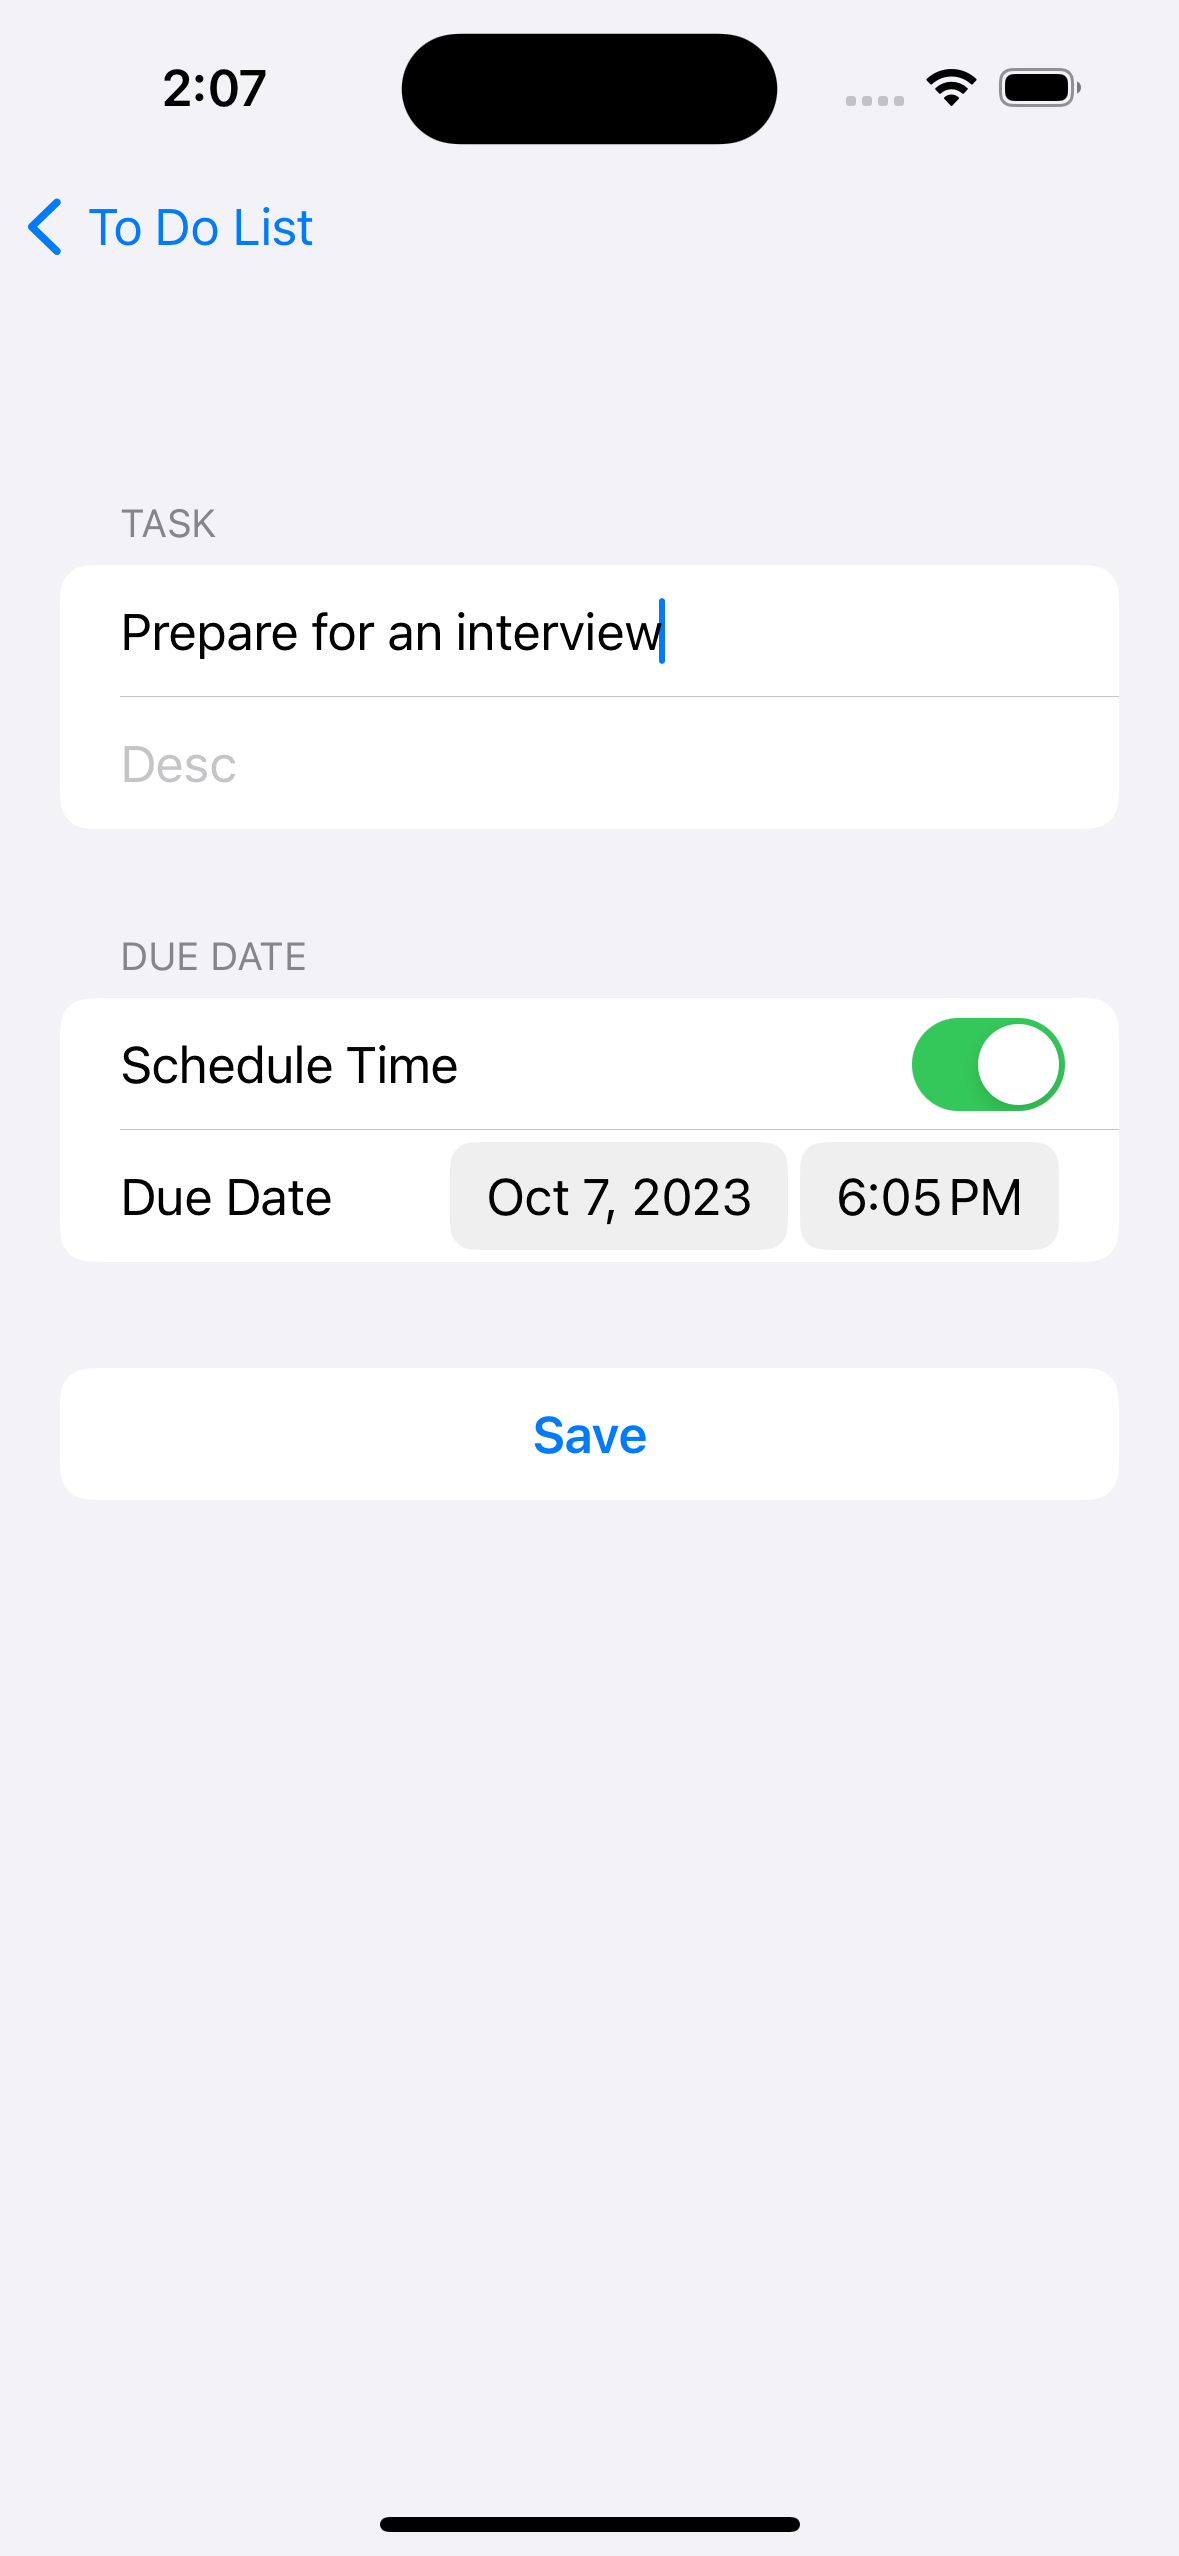 2:07
To Do List
TASK
Prepare for an interview
Desc
DUE DATE
Schedule Time
Due Date Oct 7, 2023 6:05 PM
Save